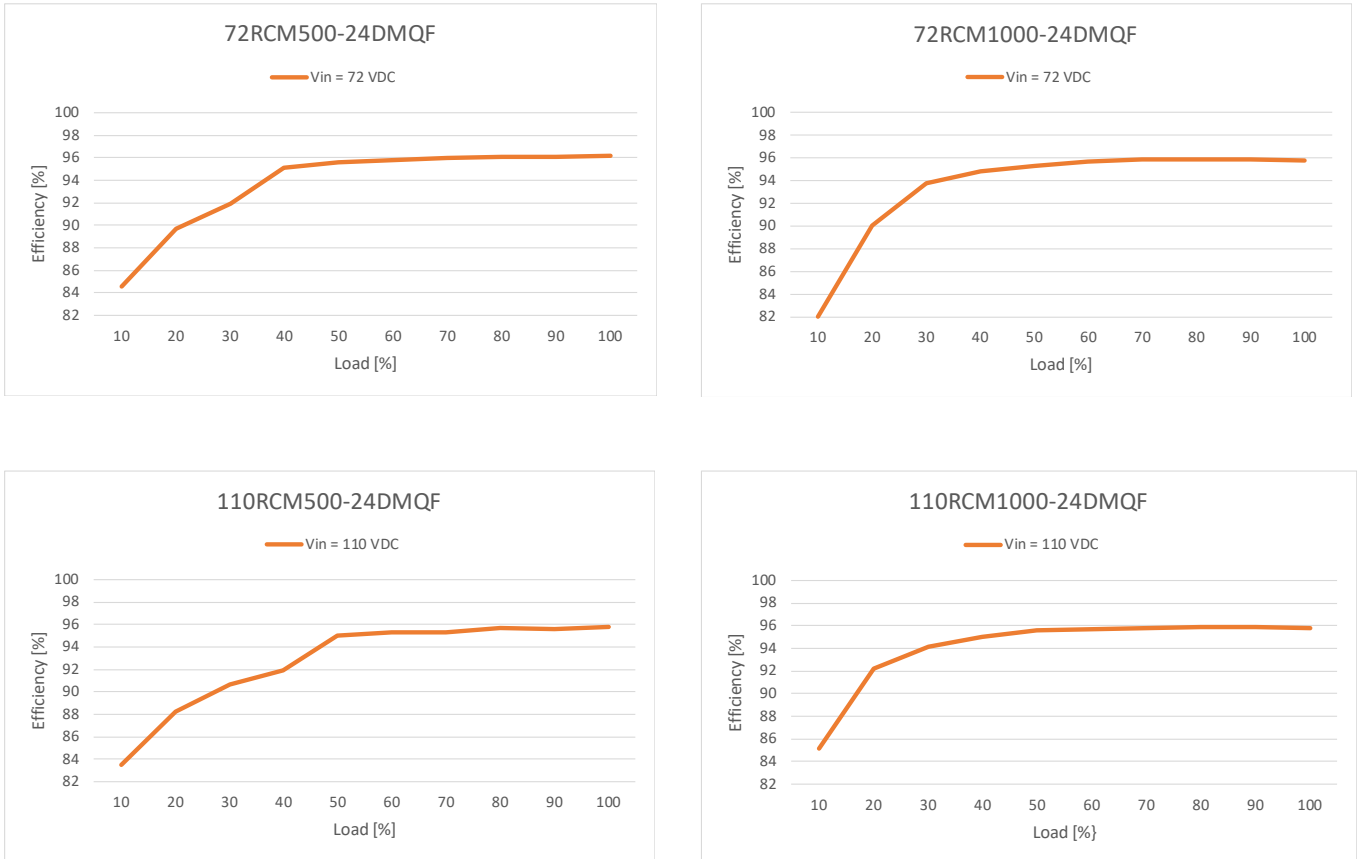 72RCM500-24DMQF
Vin = 72 VDC
Efficiency [%]
100
98
96
94
92
90
88
86
84
82
10 20 30 40 50 60 70 80 90 100
Load [%]
72RCM1000-24DMQF
Vin = 72 VDC
Efficiency [%]
100
98
96
94
92
90
88
86
84
82
10 20 30 40 50 60 70 80 90 100
Load [%]
110RCM500-24DMQF
Vin = 110 VDC
Efficiency [%]
100
98
96
94
92
90
88
86
84
82
10 20 30 40 50 60 70 80 90 100
Load [%]
110RCM1000-24DMQF
Vin = 110 VDC
Efficiency [%]
100
98
96
94
92
90
88
86
84
82
10 20 30 40 50 60 70 80 90 100
Load [%}